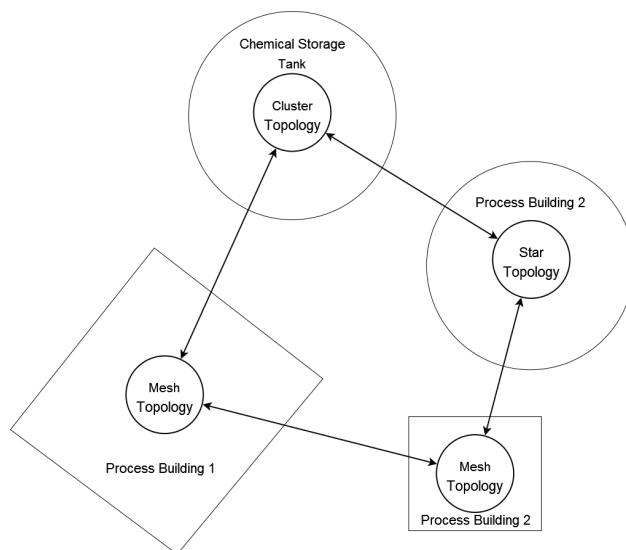 Chemical Storage
Tank
Cluster
Topology
Process Building 2
Star
Topology
Mesh
Topology
Process Building 1
Mesh
Topology
Process Building 2